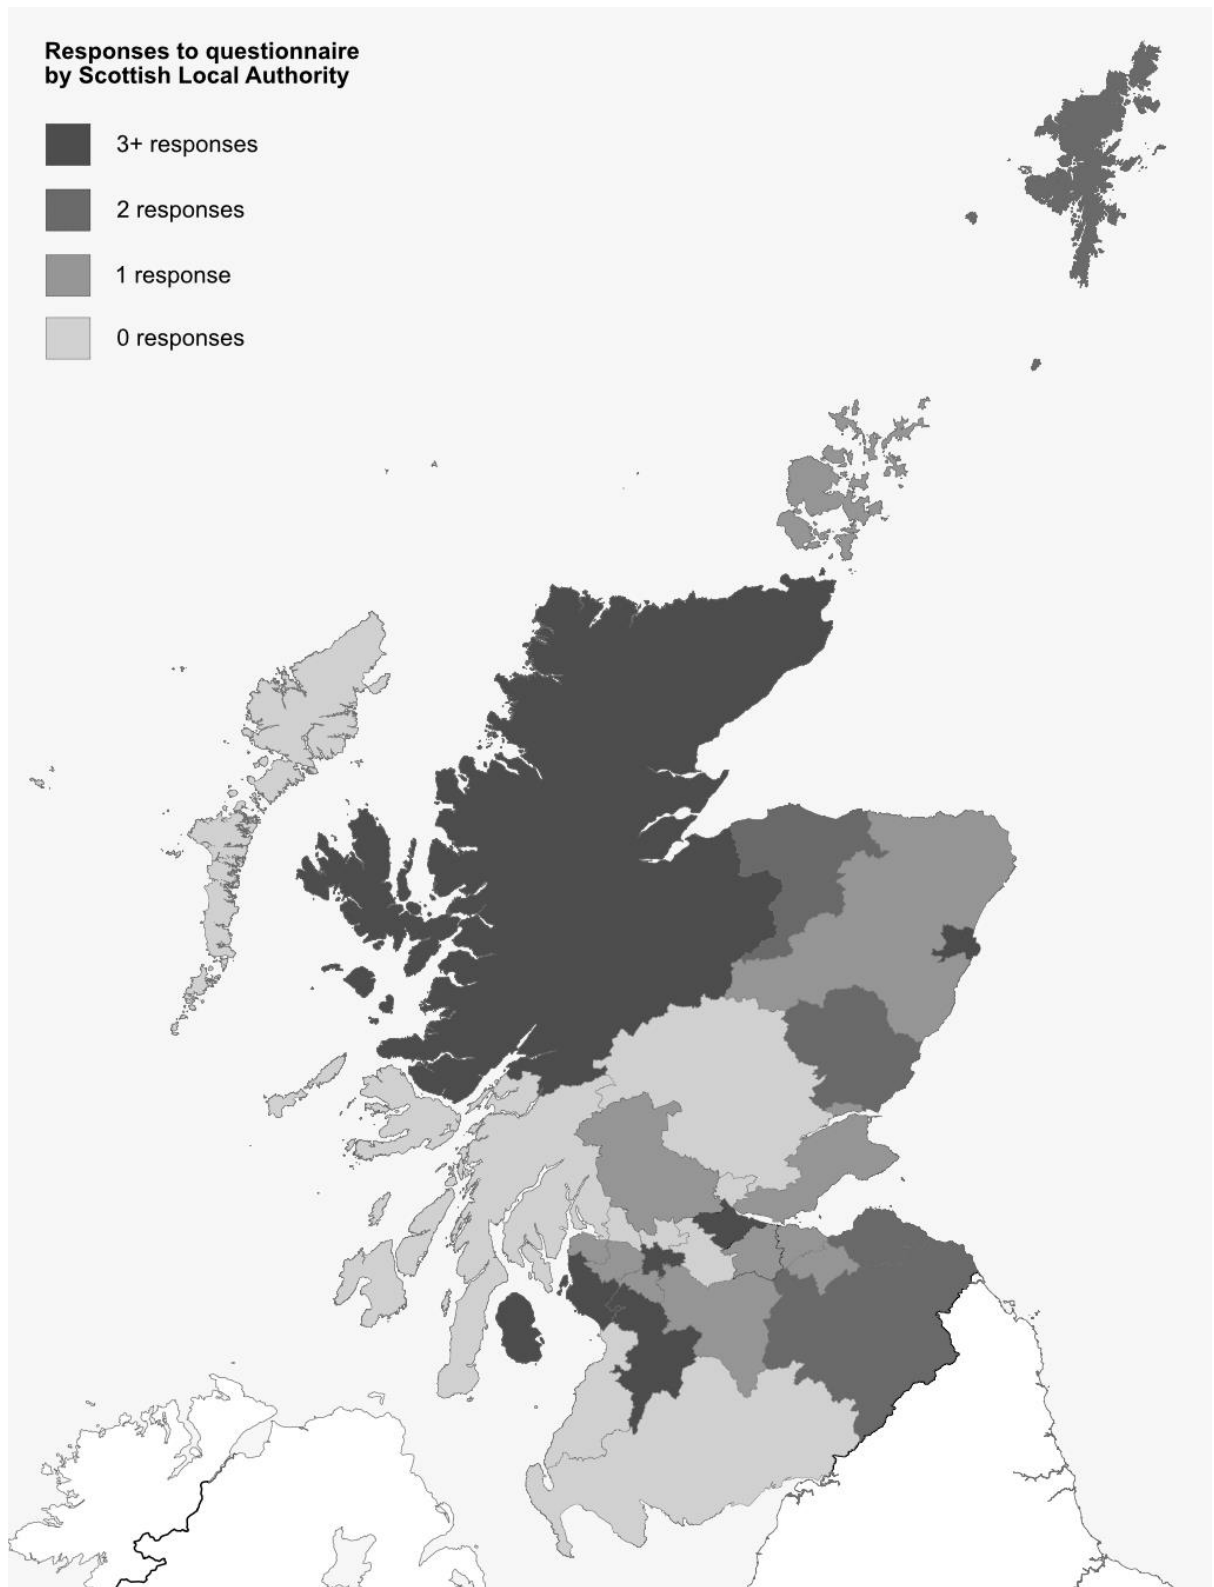 Responses to questionnaire
by Scottish Local Authority
3+ responses
2 responses
1 response
0 responses